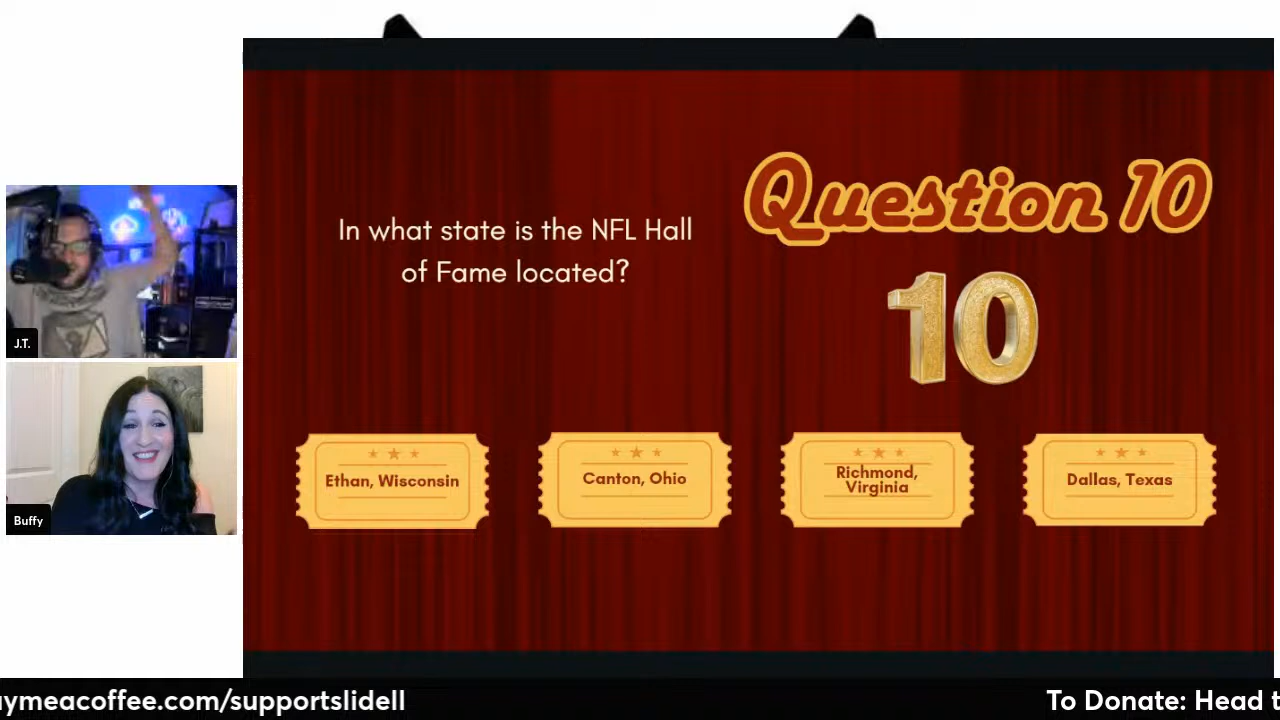 Question 10
In what state is the NFL Hall
of Fame located?
10
Ethan, Wisconsin
Canton, Ohio
Richmond,
Virginia
Dallas, Texas
J.T.
Buffy
aymeacoffee.com/supportslidell
To Donate: Head t